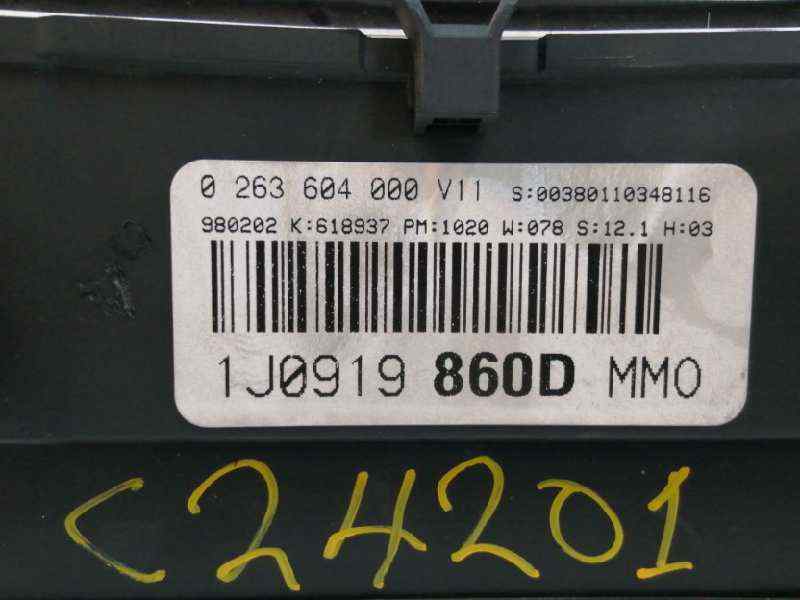 0 263 604 000 V11 S:00380110348116
980202 K:618937 PM:1020 W:078 S:12.1 H:03
1J0919 860D MMO
C24201